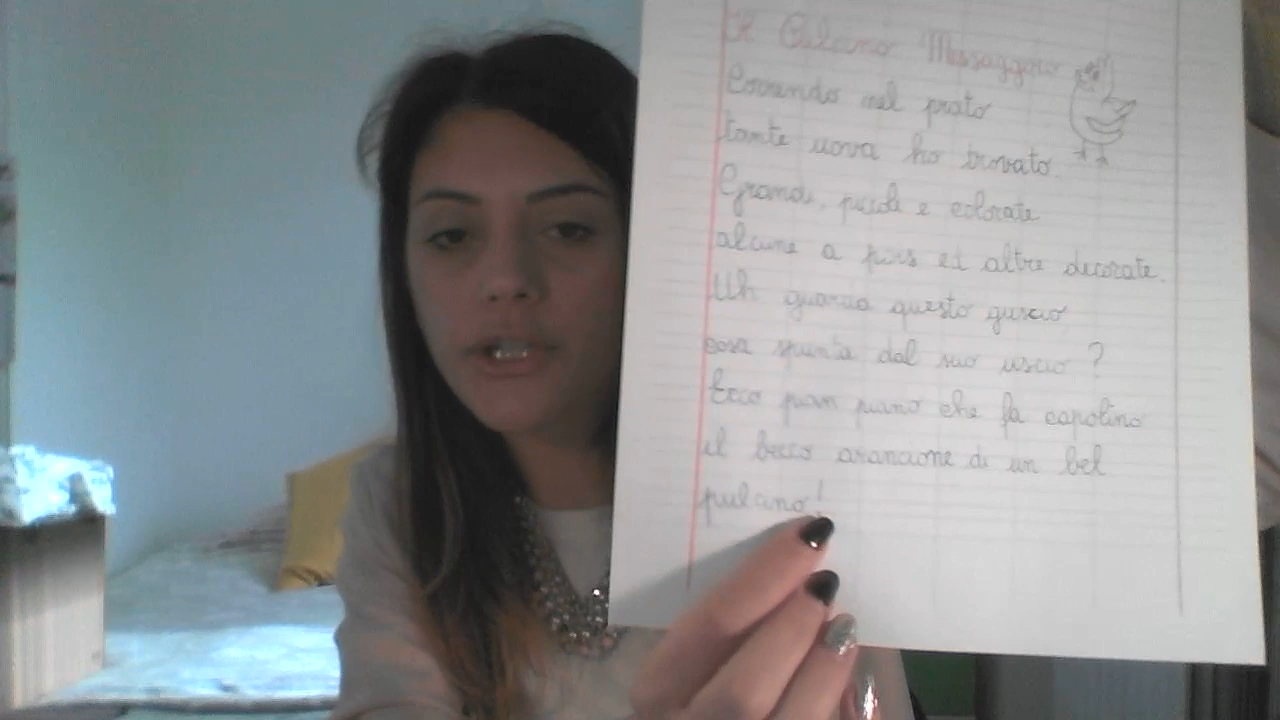 Il Pulcino Messaggero
Correndo nel prato
tante uova ho trovato.
Grandi, piccole e colorate
alcune a pois ed altre decorate.
Uh guarda questo guscio
cosa spunta dal suo uscio?
Ecco pian piano che fa capolino
il becco arancione di un bel
pulcino!